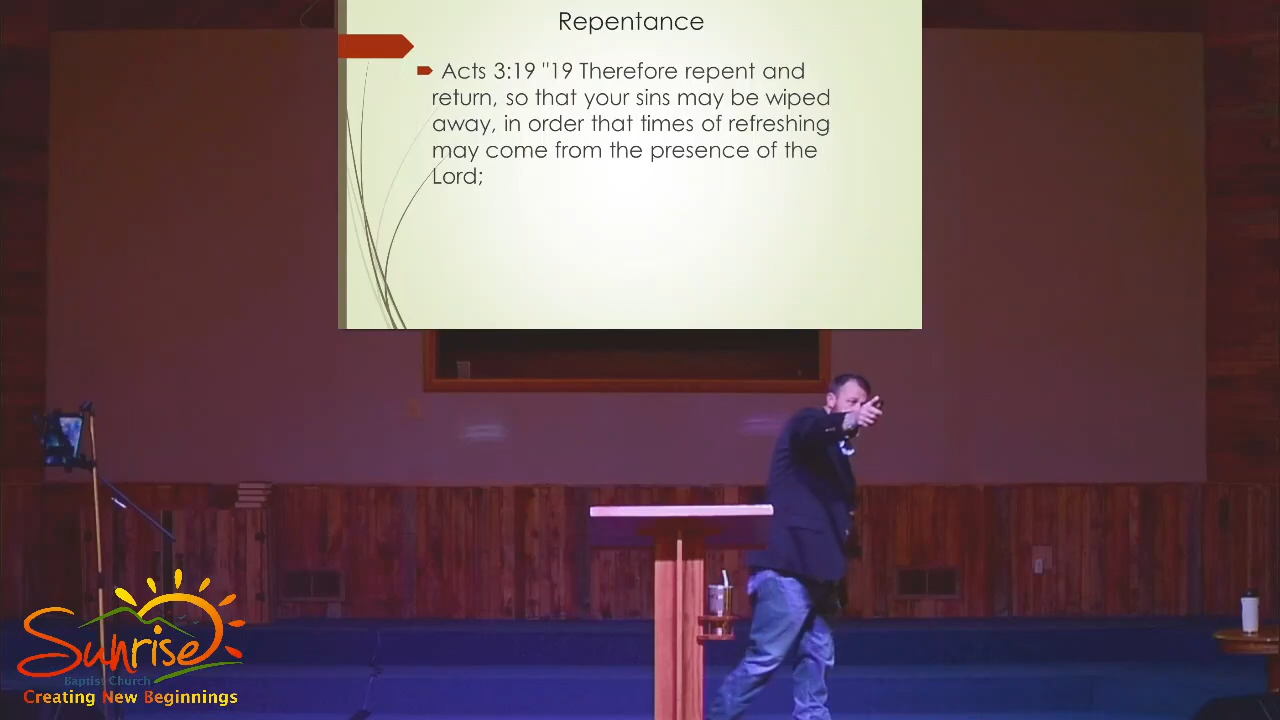 Repentance
Acts 3:19 "19 Therefore repent and
return, so that your sins may be wiped
away, in order that times of refreshing
may come from the presence of the
Lord;
Sunrise
Baptist Church
Creating New Beginnings